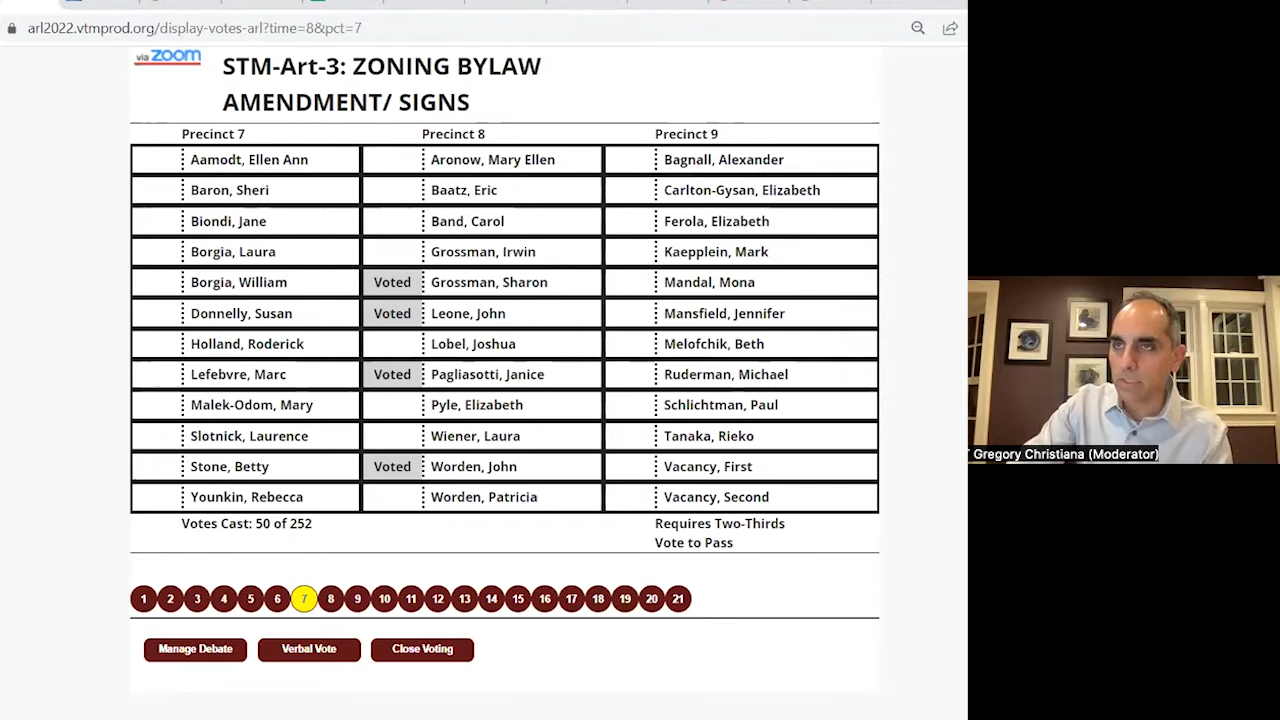 arl2022.vtmprod.org/display-votes-arl?time=8&pct=7
via zoom
STM-Art-3: ZONING BYLAW
AMENDMENT/ SIGNS
Precinct 7 Precinct 8 Precinct 9
Aamodt, Ellen Ann Aronow, Mary Ellen Bagnall, Alexander
Baron, Sheri Baatz, Eric Carlton-Gysan, Elizabeth
Biondi, Jane Band, Carol Ferola, Elizabeth
Borgia, Laura Grossman, Irwin Kaepplein, Mark
Borgia, William Voted Grossman, Sharon Mandal, Mona
Donnelly, Susan Voted Leone, John Mansfield, Jennifer
Holland, Roderick Lobel, Joshua Melofchik, Beth
Lefebvre, Marc Voted Pagliasotti, Janice Ruderman, Michael
Malek-Odom, Mary Pyle, Elizabeth Schlichtman, Paul
Slotnick, Laurence Wiener, Laura Tanaka, Rieko
Stone, Betty Voted Worden, John Vacancy, First
Younkin, Rebecca Worden, Patricia Vacancy, Second
Votes Cast: 50 of 252 Requires Two-Thirds
Vote to Pass
1 2 3 4 5 6 7 8 9 10 11 12 13 14 15 16 17 18 19 20 21
Manage Debate Verbal Vote Close Voting
Gregory Christiana (Moderator)